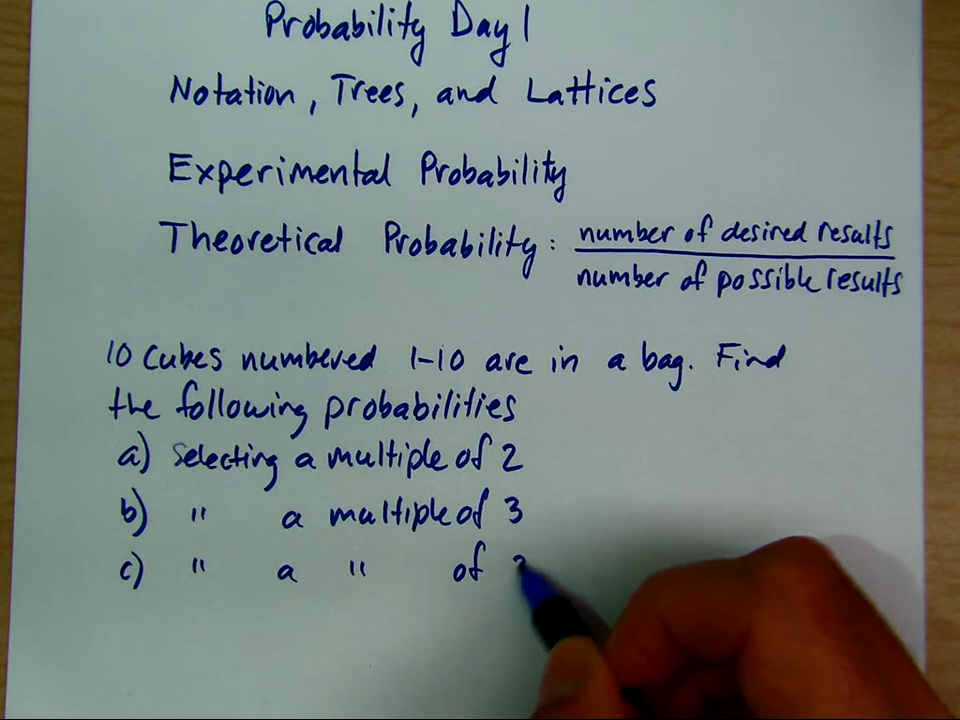 Probability Day 1
Notation, Trees, and Lattices
Experimental Probability
Theoretical Probability: number of desired results
number of possible results
10 cubes numbered 1-10 are in a bag. Find
the following probabilities
a) Selecting a multiple of 2
b) " a multiple of 3
c) " a " of